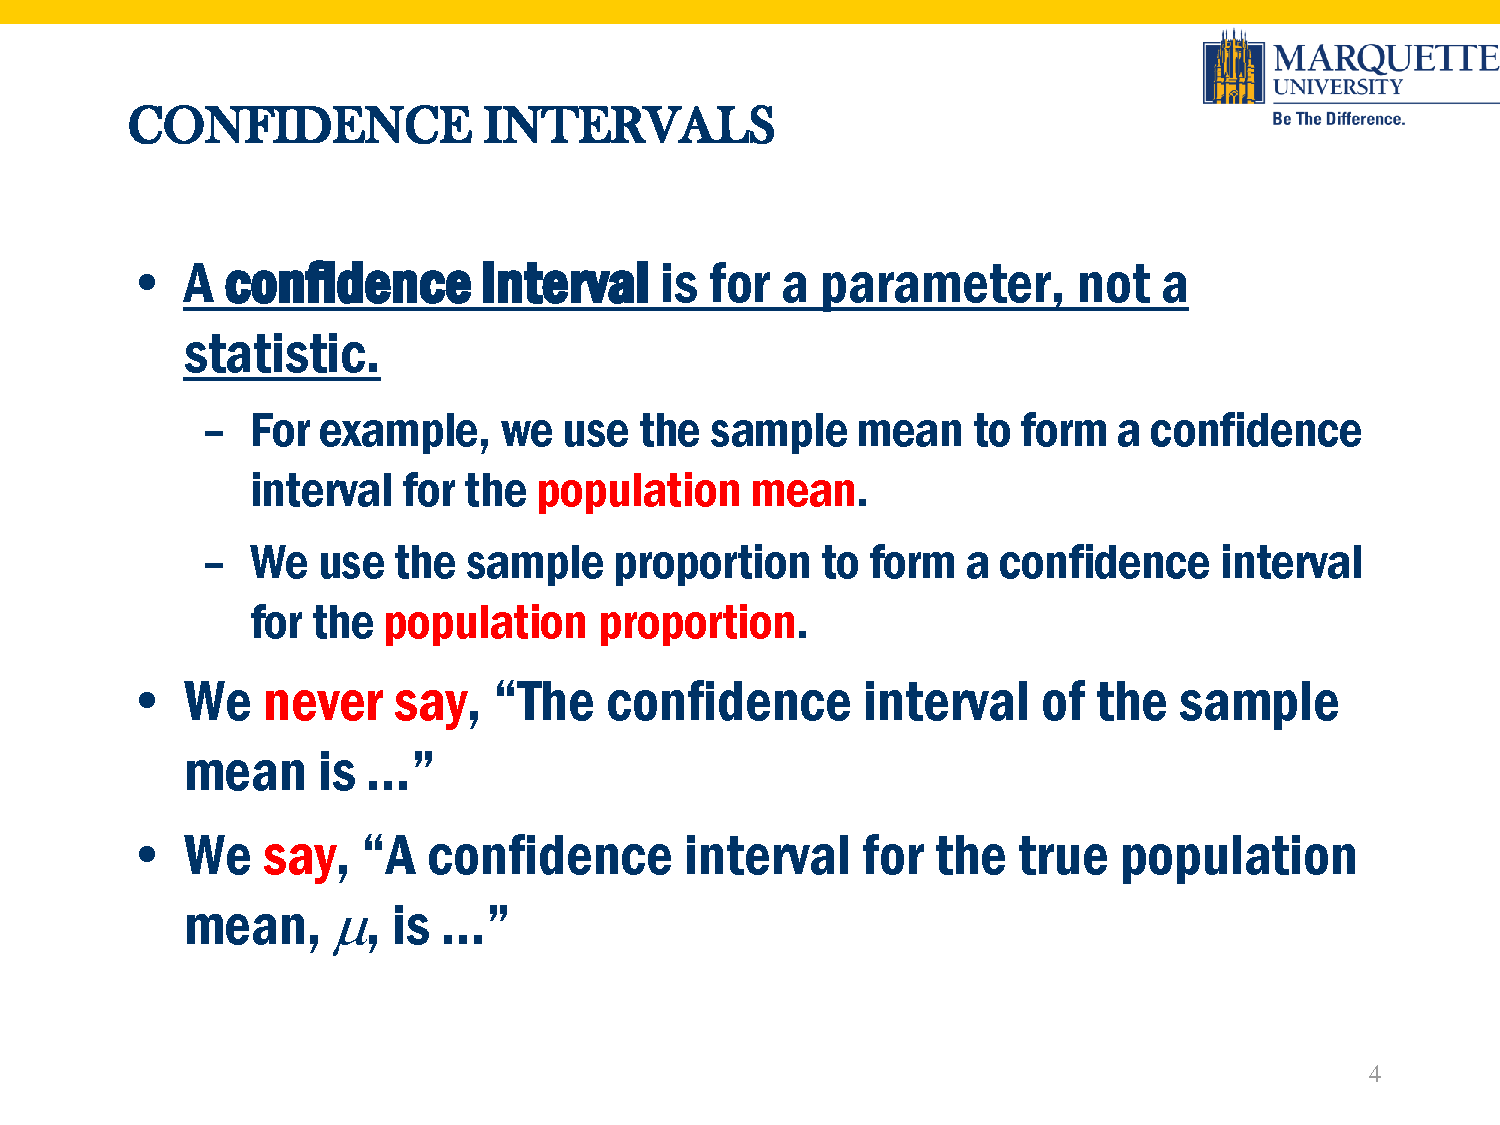 MARQUETTE
UNIVERSITY
Be The Difference.
CONFIDENCE INTERVALS
• A confidence interval is for a parameter, not a
statistic.
– For example, we use the sample mean to form a confidence
interval for the population mean.
– We use the sample proportion to form a confidence interval
for the population proportion.
• We never say, “The confidence interval of the sample
mean is …”
• We say, “A confidence interval for the true population
mean, μ, is …”
4